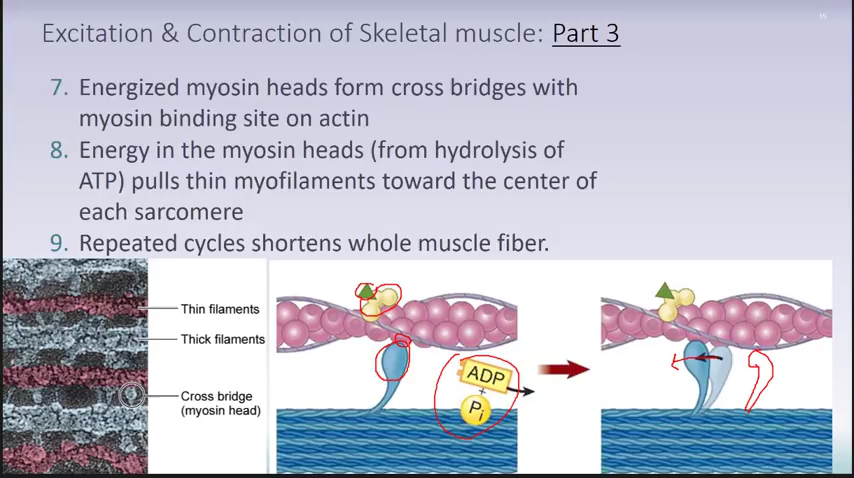 15
Excitation & Contraction of Skeletal muscle: Part 3
7. Energized myosin heads form cross bridges with
myosin binding site on actin
8. Energy in the myosin heads (from hydrolysis of
ATP) pulls thin myofilaments toward the center of
each sarcomere
9. Repeated cycles shortens whole muscle fiber.
Thin filaments
Thick filaments
Cross bridge
(myosin head)
ADP
+
Pi